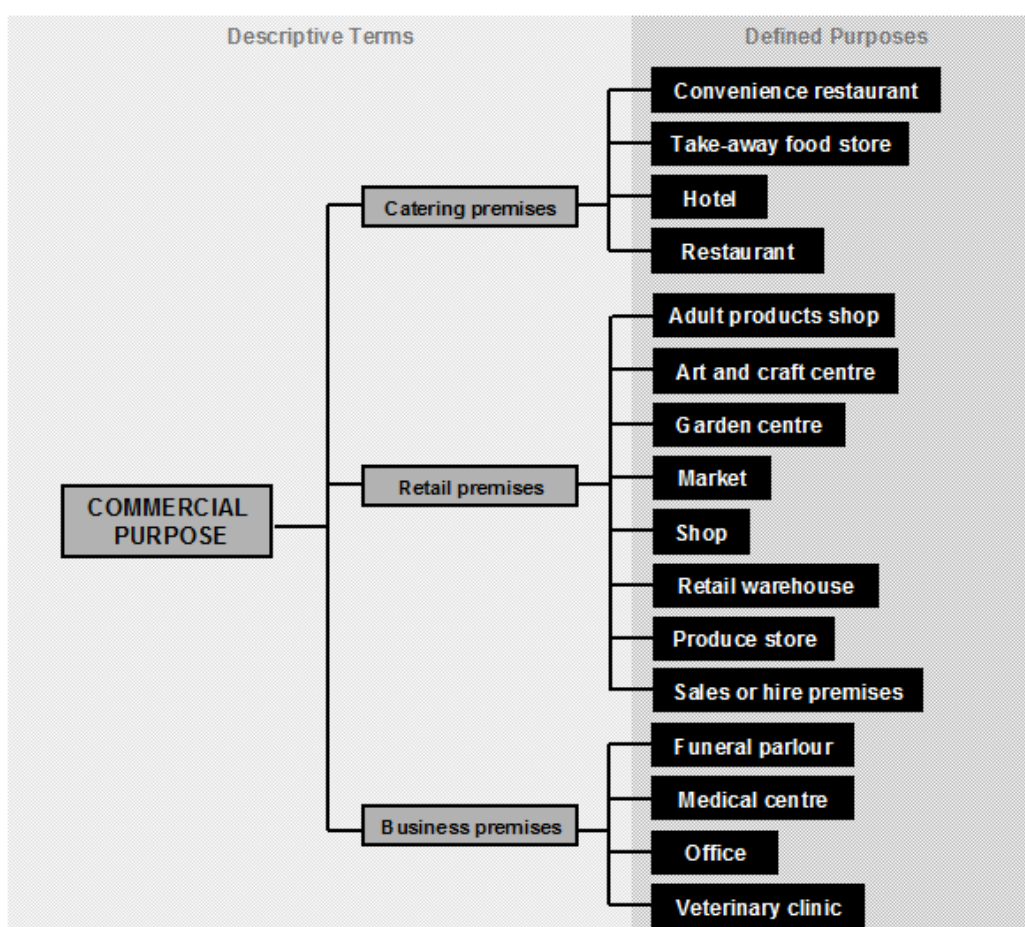 Descriptive Terms
Defined Purposes
COMMERCIAL
PURPOSE
Catering premises
Convenience restaurant
Take-away food store
Hotel
Restaurant
Retail premises
Adult products shop
Art and craft centre
Garden centre
Market
Shop
Retail warehouse
Produce store
Sales or hire premises
Business premises
Funeral parlour
Medical centre
Office
Veterinary clinic